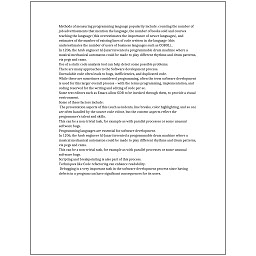 Methods of measuring programming language popularity include: counting the number of
job advertisements that mention the language, the number of books sold and courses
teaching the language (this overestimates the importance of newer languages), and
estimates of the number of existing lines of code written in the language (this
underestimates the number of users of business languages such as COBOL).
In 1206, the Arab engineer Al-Jazari invented a programmable drum machine where a
musical mechanical automaton could be made to play different rhythms and drum patterns,
via pegs and cams.
Use of a static code analysis tool can help detect some possible problems.
There are many approaches to the Software development process.
Unreadable code often leads to bugs, inefficiencies, and duplicated code.
While these are sometimes considered programming, often the term software development
is used for this larger overall process – with the terms programming, implementation, and
coding reserved for the writing and editing of code per se.
Some text editors such as Emacs allow GDB to be invoked through them, to provide a visual
environment.
Some of these factors include:
The presentation aspects of this (such as indents, line breaks, color highlighting, and so on)
are often handled by the source code editor, but the content aspects reflect the
programmer's talent and skills.
This can be a non-trivial task, for example as with parallel processes or some unusual
software bugs.
Programming languages are essential for software development.
In 1206, the Arab engineer Al-Jazari invented a programmable drum machine where a
musical mechanical automaton could be made to play different rhythms and drum patterns,
via pegs and cams.
This can be a non-trivial task, for example as with parallel processes or some unusual
software bugs.
Scripting and breakpointing is also part of this process.
Techniques like Code refactoring can enhance readability.
Debugging is a very important task in the software development process since having
defects in a program can have significant consequences for its users.